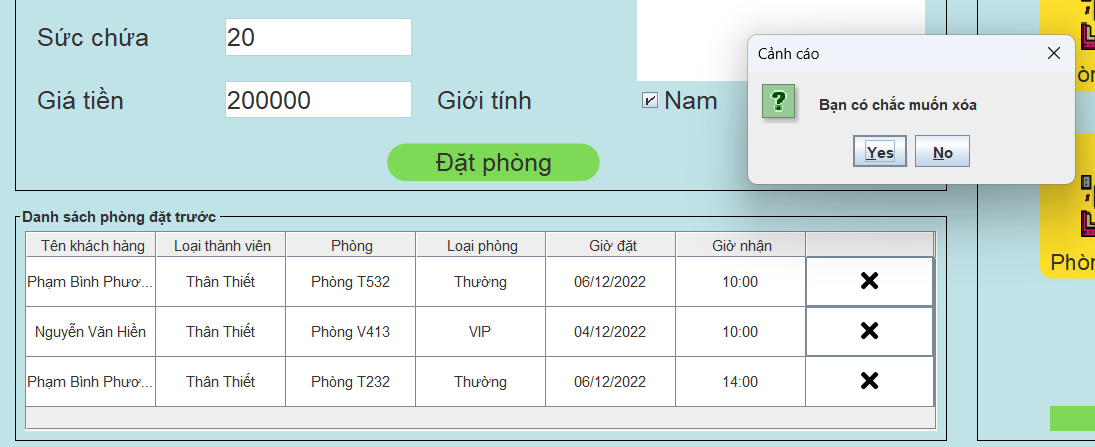 Sức chứa 20
Giá tiền 200000 Giới tính Nam
Đặt phòng
Cảnh cáo
Bạn có chắc muốn xóa
Yes No
Danh sách phòng đặt trước
Tên khách hàng Loại thành viên Phòng Loại phòng Giờ đặt Giờ nhận
Phạm Bình Phươ... Thân Thiết Phòng T532 Thường 06/12/2022 10:00
Nguyễn Văn Hiền Thân Thiết Phòng V413 VIP 04/12/2022 10:00
Phạm Bình Phươ... Thân Thiết Phòng T232 Thường 06/12/2022 14:00